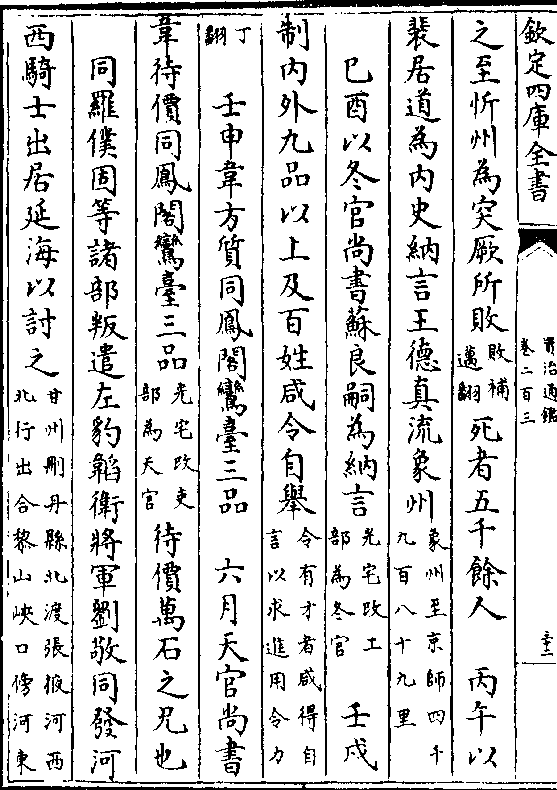 欽定四庫全書
資治通鑑
卷二百三
之至忻州為突厥所敗敗補邁翻死者五千餘人　丙午以
裴居道為内史納言王德真流象州象州至京師四千九百八十九里
己酉以冬官尚書蘇良嗣為納言光宅改工部為冬官　壬戌
制内外九品以上及百姓咸令自舉令有才者咸得自言以求進用令力
丁翻　壬申韋方質同鳳閣鸞臺三品　六月天官尚書
韋待價同鳳閣鸞臺三品光宅改吏部為天官待價萬石之兄也
同羅僕固等諸部叛遣左豹韜衛將軍劉敬同發河
西騎士出居延海以討之甘州刪丹縣北渡張掖河西北行出合黎山峽口傍河東